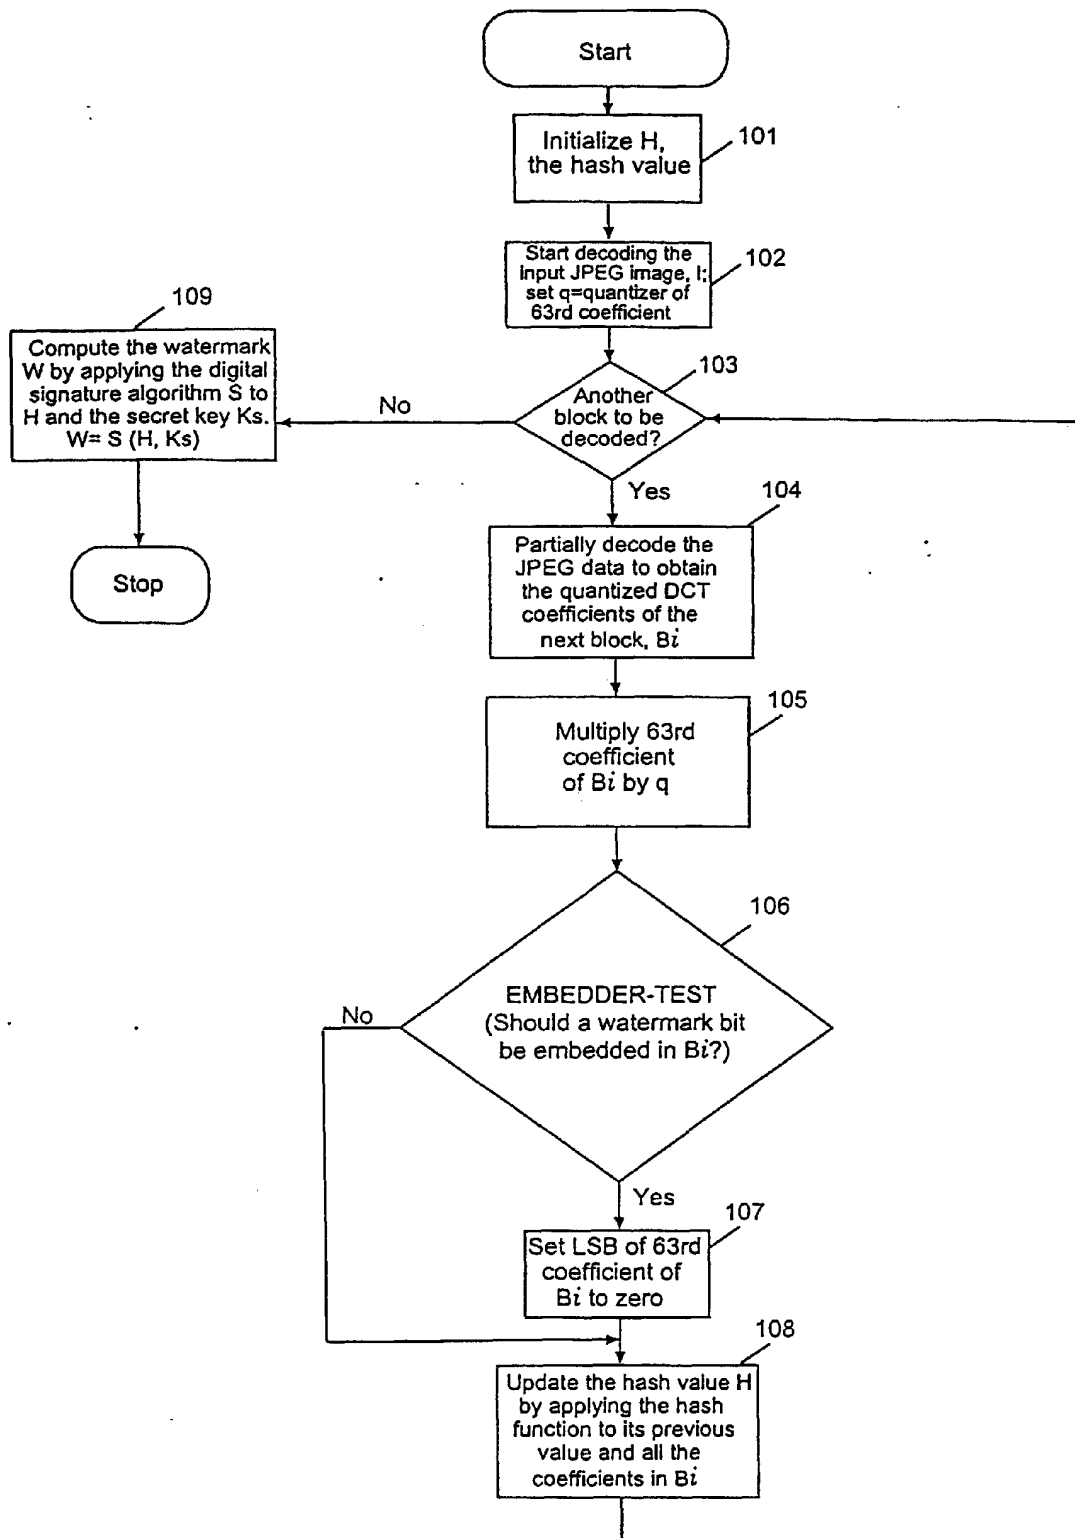 Start
Initialize H,
the hash value
101
Start decoding the
Input JPEG image, I;
set q=quantizer of
63rd coefficient
102
103
Another
block to be
decoded?
No
109
Compute the watermark
W by applying the digital
signature algorithm S to
H and the secret key Ks.
W= S (H, Ks)
Stop
Yes
104
Partially decode the
JPEG data to obtain
the quantized DCT
coefficients of the
next block, Bi
105
Multiply 63rd
coefficient
of Bi by q
106
EMBEDDER-TEST
(Should a watermark bit
be embedded in Bi?)
No
Yes
107
Set LSB of 63rd
coefficient of
Bi to zero
108
Update the hash value H
by applying the hash
function to its previous
value and all the
coefficients in Bi